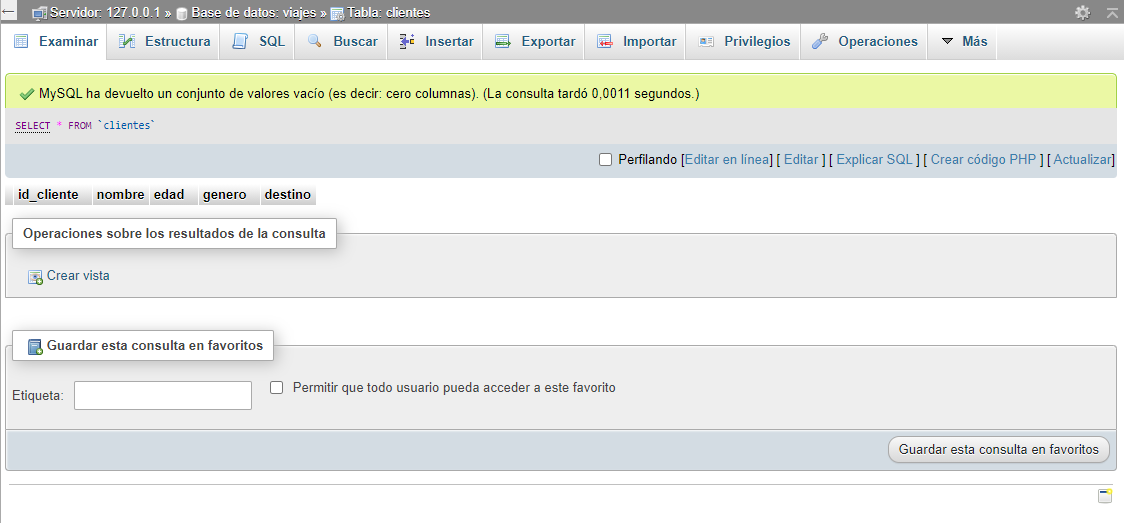 Servidor: 127.0.0.1 » Base de datos: viajes » Tabla: clientes
Examinar Estructura SQL Buscar Insertar Exportar Importar Privilegios Operaciones Más
MySQL ha devuelto un conjunto de valores vacío (es decir: cero columnas). (La consulta tardó 0,0011 segundos.)
SELECT * FROM `clientes`
Perfilando [Editar en línea] [ Editar ] [ Explicar SQL ] [ Crear código PHP ] [ Actualizar]
id_cliente nombre edad genero destino
Operaciones sobre los resultados de la consulta
Crear vista
Guardar esta consulta en favoritos
Etiqueta: Permitir que todo usuario pueda acceder a este favorito
Guardar esta consulta en favoritos